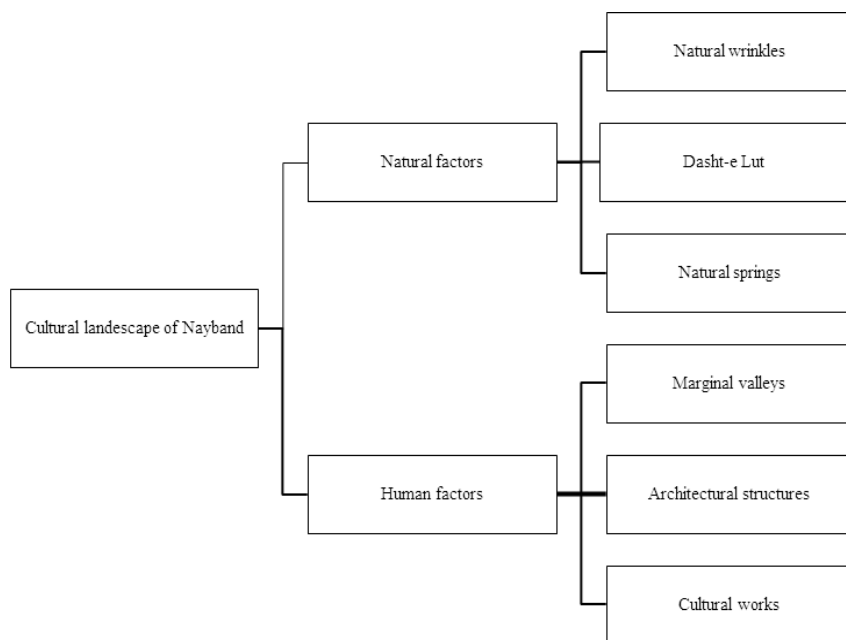 Natural wrinkles
Natural factors
Dasht-e Lut
Natural springs
Cultural landscape of Nayband
Marginal valleys
Human factors
Architectural structures
Cultural works